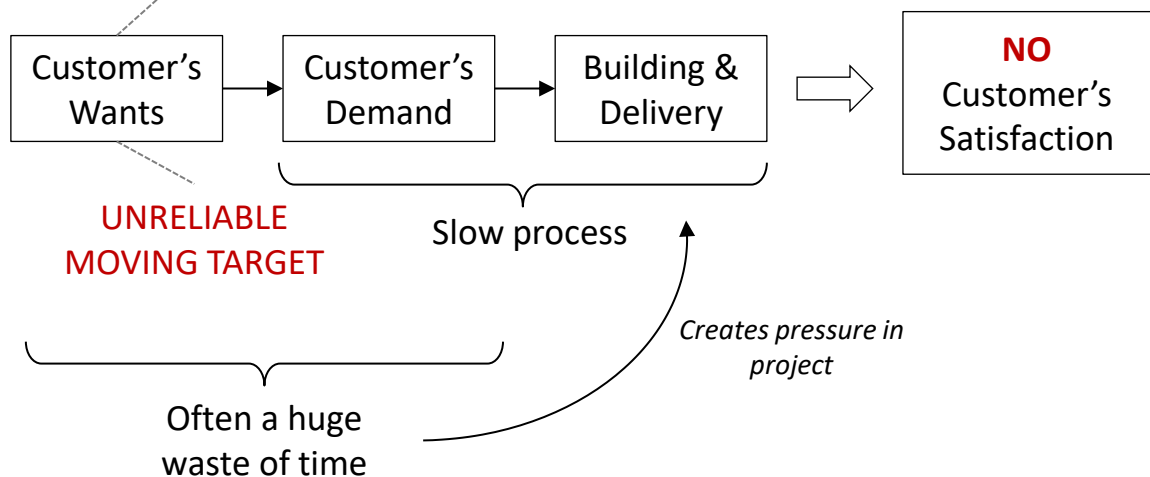 Customer’s
Wants
Customer’s
Demand
Building &
Delivery
NO
Customer’s
Satisfaction
UNRELIABLE
MOVING TARGET
Slow process
Creates pressure in
project
Often a huge
waste of time